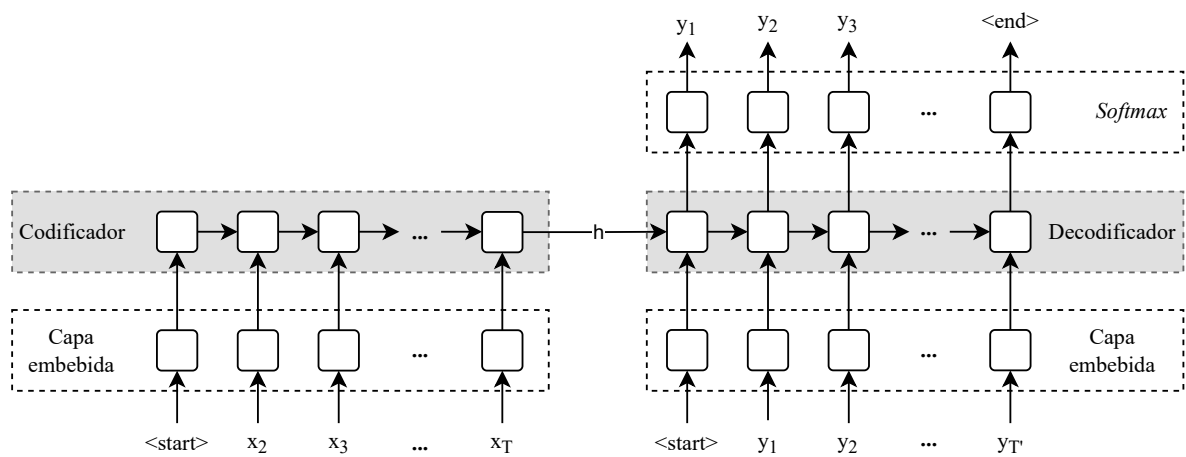 y1 y2 y3 <end>
... Softmax
Codificador ... h ... Decodificador
Capa
embebida ...
... Capa
embebida
<start> x2 x3 ... xT
<start> y1 y2 ... yT'